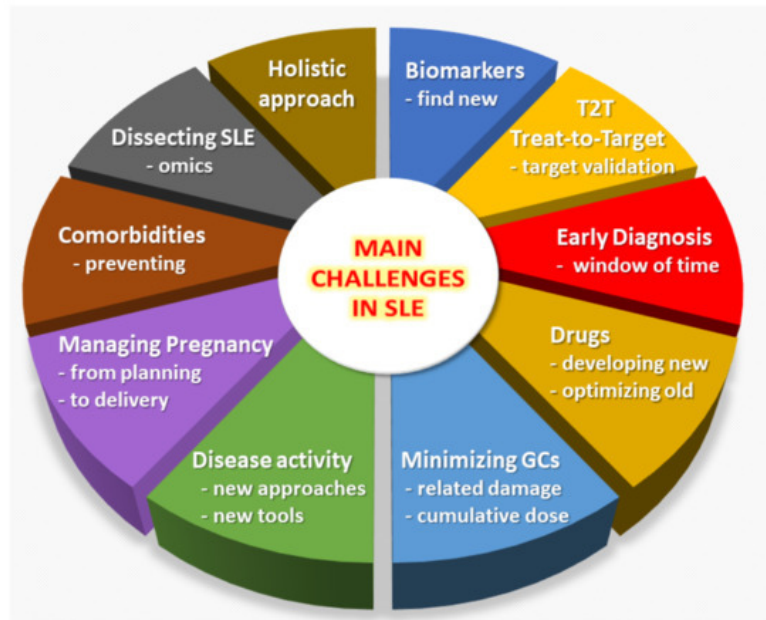 MAIN
CHALLENGES
IN SLE
Biomarkers
- find new
T2T
Treat-to-Target
- target validation
Early Diagnosis
- window of time
Drugs
- developing new
- optimizing old
Minimizing GCs
- related damage
- cumulative dose
Disease activity
- new approaches
- new tools
Managing Pregnancy
- from planning
- to delivery
Comorbidities
- preventing
Dissecting SLE
- omics
Holistic
approach